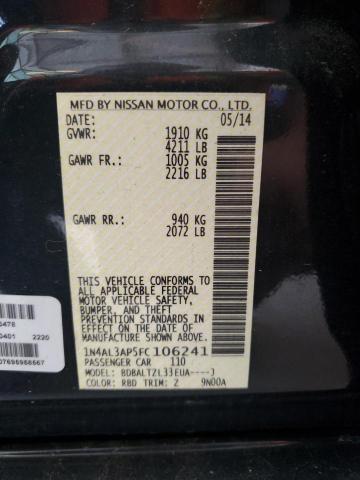 MFD BY NISSAN MOTOR CO., LTD.
DATE: 05/14
GVWR: 1910 KG
4211 LB
GAWR FR: 1005 KG
2216 LB
GAWR RR: 940 KG
2072 LB
THIS VEHICLE CONFORMS TO
ALL APPLICABLE FEDERAL
MOTOR VEHICLE SAFETY,
BUMPER, AND THEFT
PREVENTION STANDARDS IN
EFFECT ON THE DATE OF
MANUFACTURE SHOWN ABOVE.
1N4AL3AP5FC106241
PASSENGER CAR 110
MODEL: BDBALTZL33EUA----J
COLOR: RBD TRIM: Z 9N00A
2220